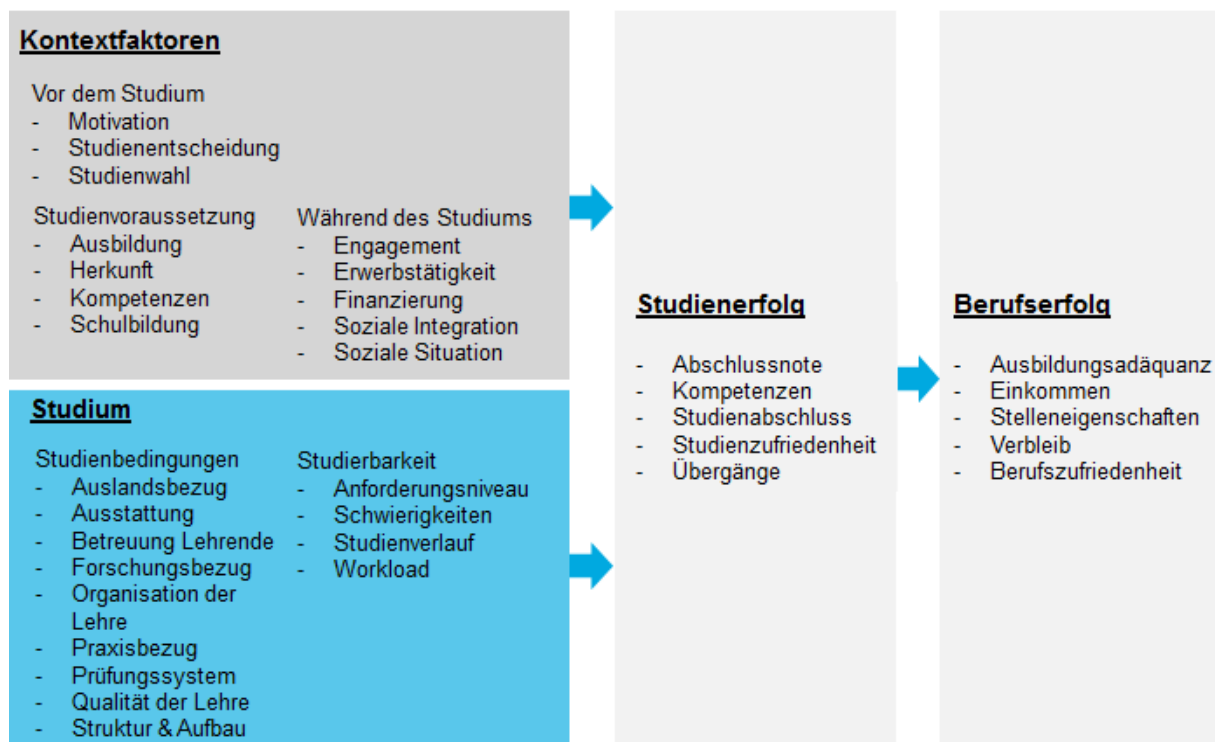 Kontextfaktoren
Vor dem Studium
- Motivation
- Studienentscheidung
- Studienwahl
Studienvoraussetzung
- Ausbildung
- Herkunft
- Kompetenzen
- Schulbildung
Während des Studiums
- Engagement
- Erwerbstätigkeit
- Finanzierung
- Soziale Integration
- Soziale Situation
Studium
Studienbedingungen
- Auslandsbezug
- Ausstattung
- Betreuung Lehrende
- Forschungsbezug
- Organisation der
Lehre
- Praxisbezug
- Prüfungssystem
- Qualität der Lehre
- Struktur & Aufbau
Studierbarkeit
- Anforderungsniveau
- Schwierigkeiten
- Studienverlauf
- Workload
Studienerfolg
- Abschlussnote
- Kompetenzen
- Studienabschluss
- Studienzufriedenheit
- Übergänge
Berufserfolg
- Ausbildungsadäquanz
- Einkommen
- Stelleneigenschaften
- Verbleib
- Berufszufriedenheit